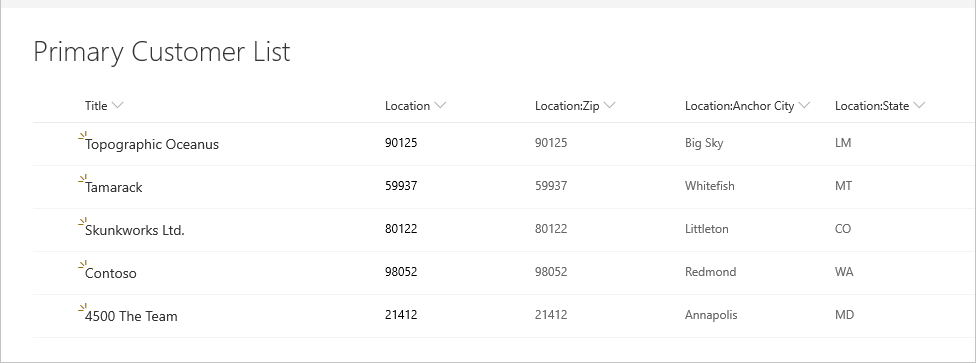 Primary Customer List
Title Location Location:Zip Location:Anchor City Location:State
Topographic Oceanus 90125 90125 Big Sky LM
Tamarack 59937 59937 Whitefish MT
Skunkworks Ltd. 80122 80122 Littleton CO
Contoso 98052 98052 Redmond WA
4500 The Team 21412 21412 Annapolis MD